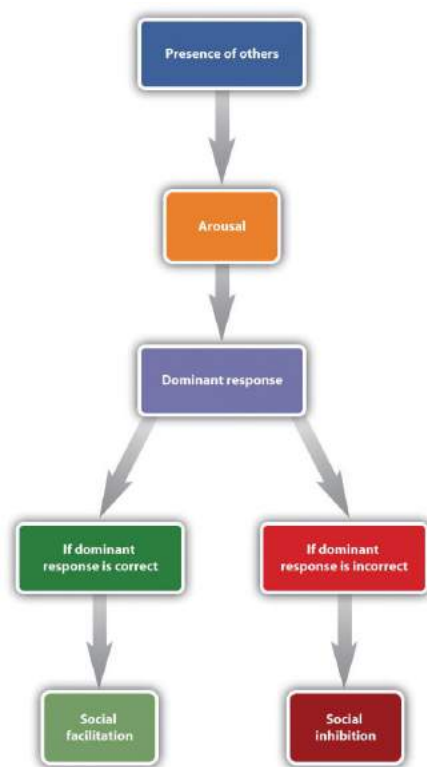 Presence of others
Arousal
Dominant response
If dominant
response is correct
If dominant
response is incorrect
Social
facilitation
Social
inhibition